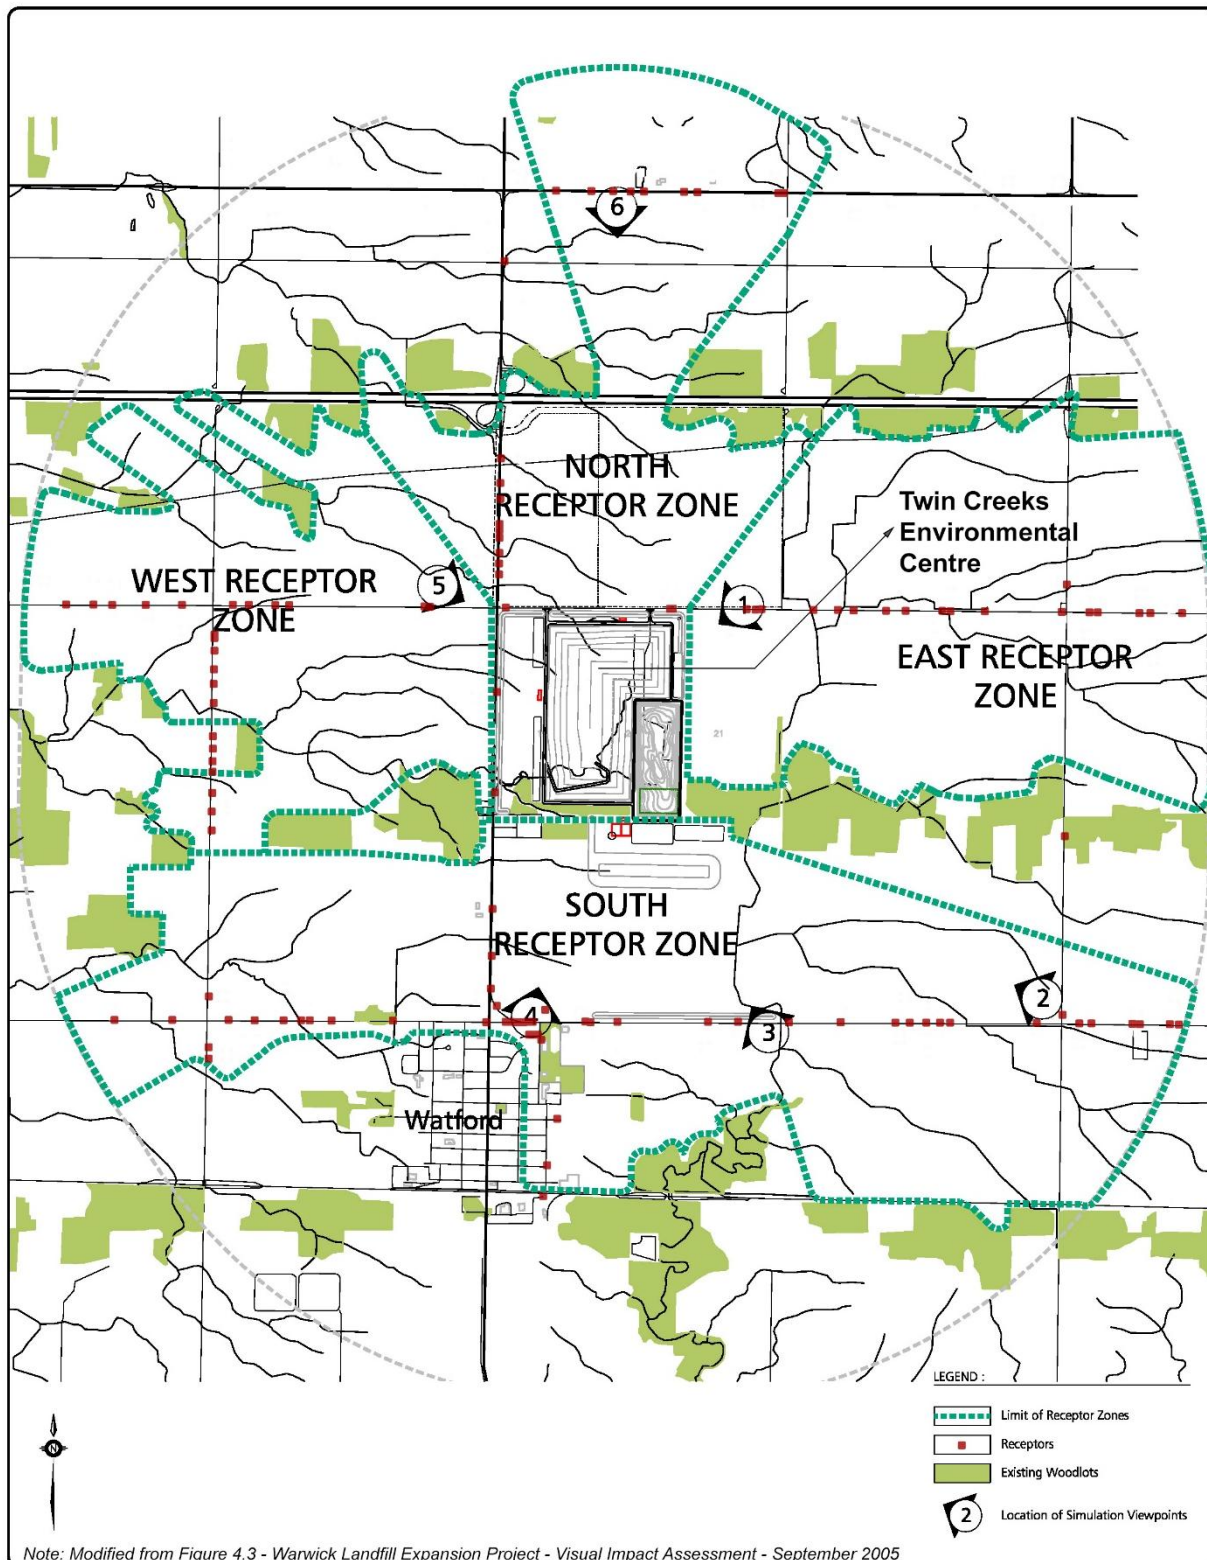 6
NORTH
RECEPTOR ZONE
Twin Creeks
Environmental
Centre
WEST RECEPTOR
ZONE
5
1
EAST RECEPTOR
ZONE
21
SOUTH
RECEPTOR ZONE
2
4
3
Watford
LEGEND :
Limit of Receptor Zones
Receptors
Existing Woodlots
2
Location of Simulation Viewpoints
N
Note: Modified from Figure 4.3 - Warwick Landfill Expansion Project - Visual Impact Assessment - September 2005